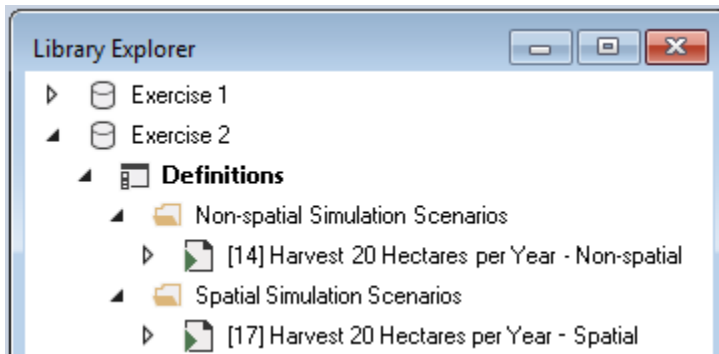 Library Explorer
Exercise 1
Exercise 2
Definitions
Non-spatial Simulation Scenarios
[14] Harvest 20 Hectares per Year - Non-spatial
Spatial Simulation Scenarios
[17] Harvest 20 Hectares per Year - Spatial